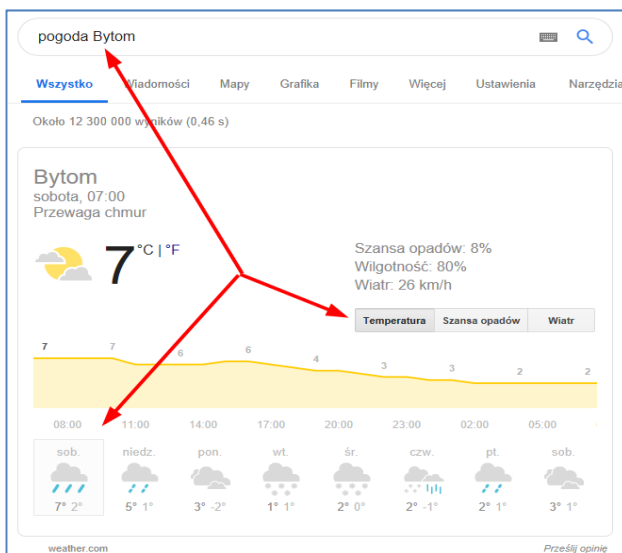 pogoda Bytom
Wszystko Wiadomości Mapy Grafika Filmy Więcej Ustawienia Narzędzia
Około 12 300 000 wyników (0,46 s)
Bytom
sobota, 07:00
Przewaga chmur
7 °C | °F
Szansa opadów: 8%
Wilgotność: 80%
Wiatr: 26 km/h
Temperatura Szansa opadów Wiatr
7 7 6 6 4 3 3 2 2
08:00 11:00 14:00 17:00 20:00 23:00 02:00 05:00
sob. niedz. pon. wt. śr. czw. pt. sob.
7° 2° 5° 1° 3° -2° 1° 1° 2° 0° 2° -1° 2° 1° 3° 1°
weather.com Prześlij opinię